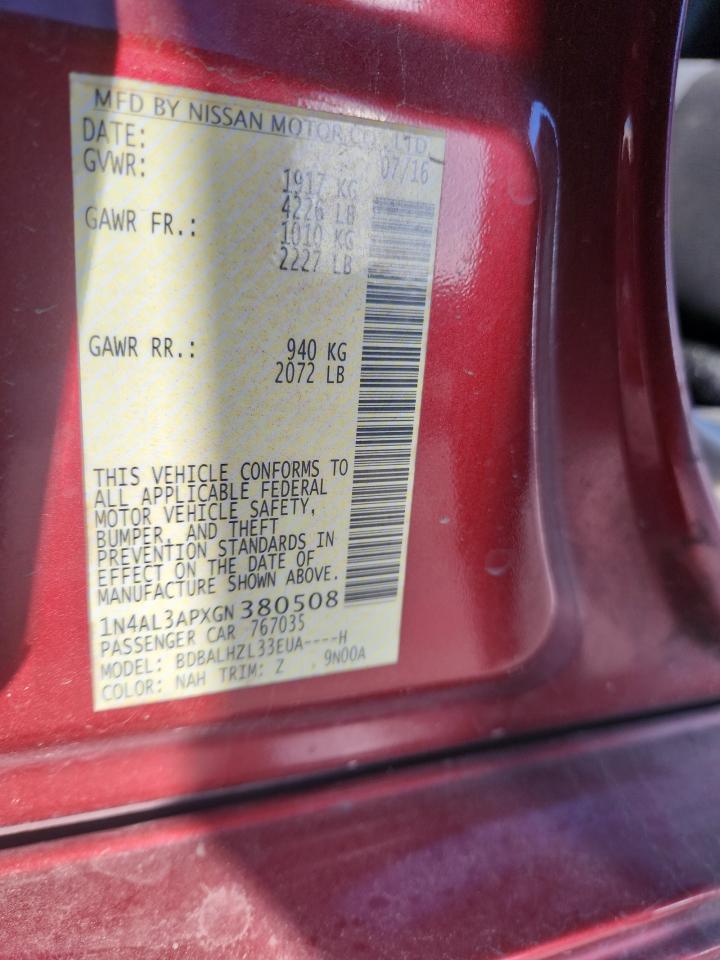 MFD BY NISSAN MOTOR CO., LTD.
DATE: 07/16
GVWR: 1917 KG
4226 LB
GAWR FR.: 1010 KG
2227 LB
GAWR RR.: 940 KG
2072 LB
THIS VEHICLE CONFORMS TO
ALL APPLICABLE FEDERAL
MOTOR VEHICLE SAFETY,
BUMPER, AND THEFT
PREVENTION STANDARDS IN
EFFECT ON THE DATE OF
MANUFACTURE SHOWN ABOVE.
1N4AL3APXGN380508
PASSENGER CAR 767035
MODEL: BDBALHZL33EUA----H
COLOR: NAH TRIM: Z 9N00A